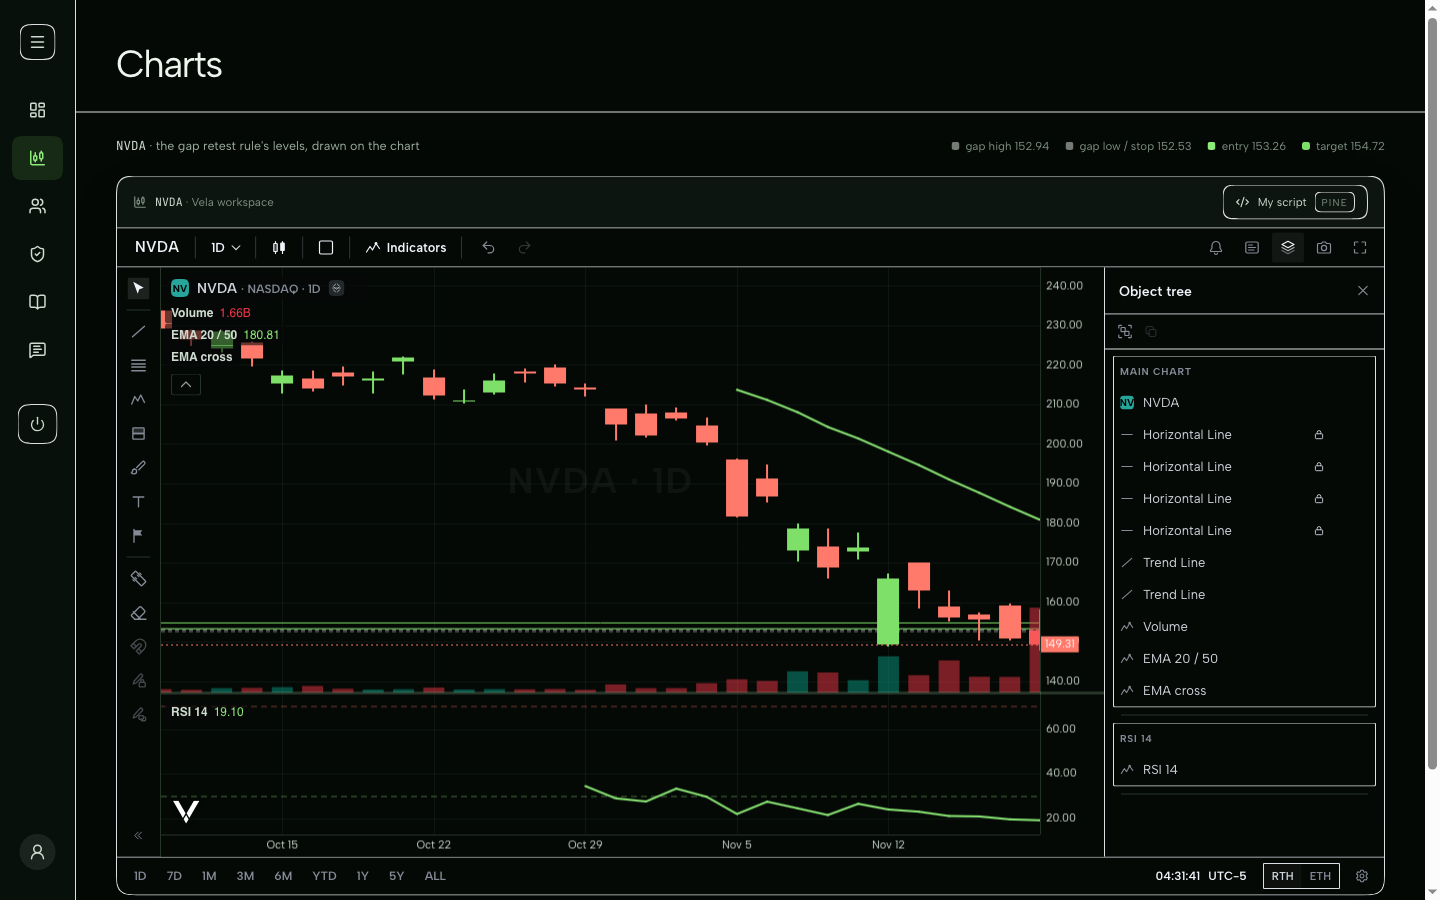 Charts
NVDA · the gap retest rule's levels, drawn on the chart
gap high 152.94 gap low / stop 152.53 entry 153.26 target 154.72
NVDA · Vela workspace
My script PINE
NVDA 1D Indicators
NV NVDA · NASDAQ · 1D
Volume 1.66B
EMA 20 / 50 180.81
EMA cross
NVDA · 1D
240.00
230.00
220.00
210.00
200.00
190.00
180.00
170.00
160.00
149.31
140.00
RSI 14 19.10
60.00
40.00
20.00
Oct 15 Oct 22 Oct 29 Nov 5 Nov 12
Object tree
MAIN CHART
NV NVDA
Horizontal Line
Horizontal Line
Horizontal Line
Horizontal Line
Trend Line
Trend Line
Volume
EMA 20 / 50
EMA cross
RSI 14
RSI 14
1D 7D 1M 3M 6M YTD 1Y 5Y ALL
04:31:41 UTC-5 RTH ETH